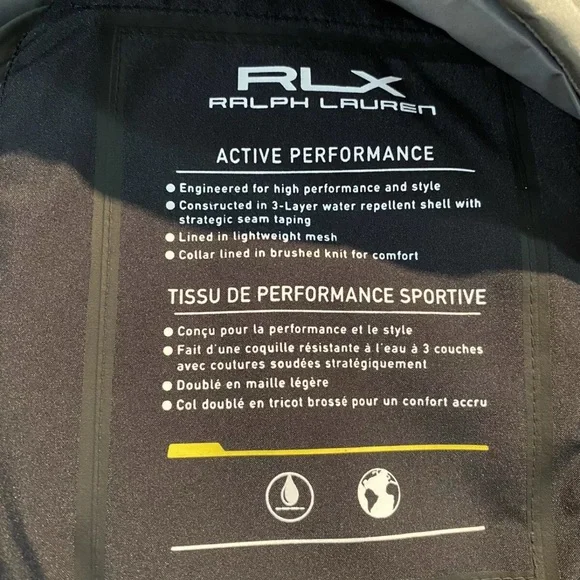 RLX
RALPH LAUREN
ACTIVE PERFORMANCE
● Engineered for high performance and style
● Constructed in 3-Layer water repellent shell with
strategic seam taping
● Lined in lightweight mesh
● Collar lined in brushed knit for comfort
TISSU DE PERFORMANCE SPORTIVE
● Conçu pour la performance et le style
● Fait d'une coquille résistante à l'eau à 3 couches
avec coutures soudées stratégiquement
● Doublé en maille légère
● Col doublé en tricot brossé pour un confort accru